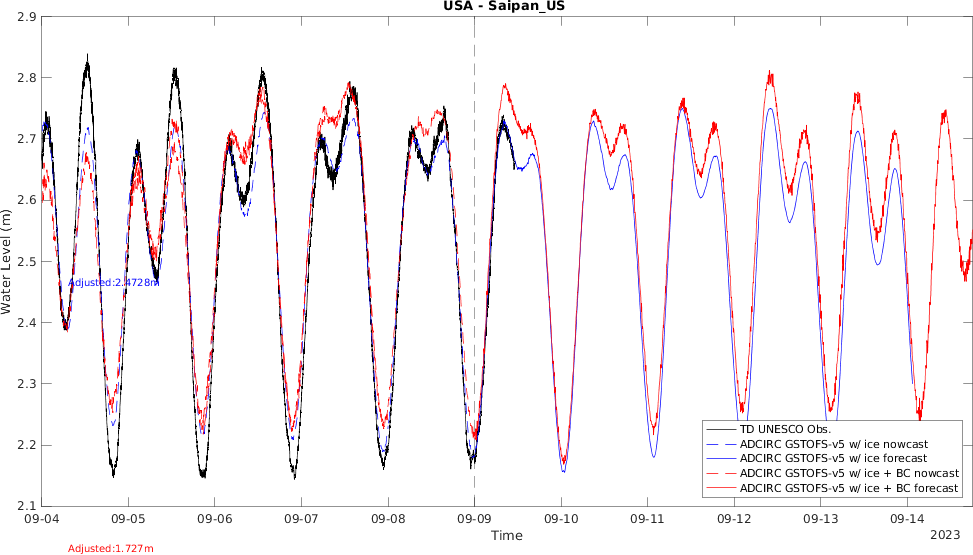 USA - Saipan_US
2.9
2.8
2.7
2.6
2.5
2.4
2.3
2.2
2.1
Water Level (m)
Adjusted:2.4728m
TD UNESCO Obs.
ADCIRC GSTOFS-v5 w/ ice nowcast
ADCIRC GSTOFS-v5 w/ ice forecast
ADCIRC GSTOFS-v5 w/ ice + BC nowcast
ADCIRC GSTOFS-v5 w/ ice + BC forecast
09-04 09-05 09-06 09-07 09-08 09-09 09-10 09-11 09-12 09-13 09-14
Time
2023
Adjusted:1.727m